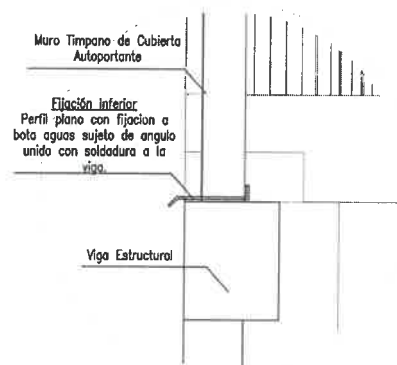 Muro Timpano de Cubierta
Autoportante
Fijación Inferior
Perfil plano con fijacion a
bota aguas sujeto de angulo
unido con soldadura a la
viga.
Viga Estructural